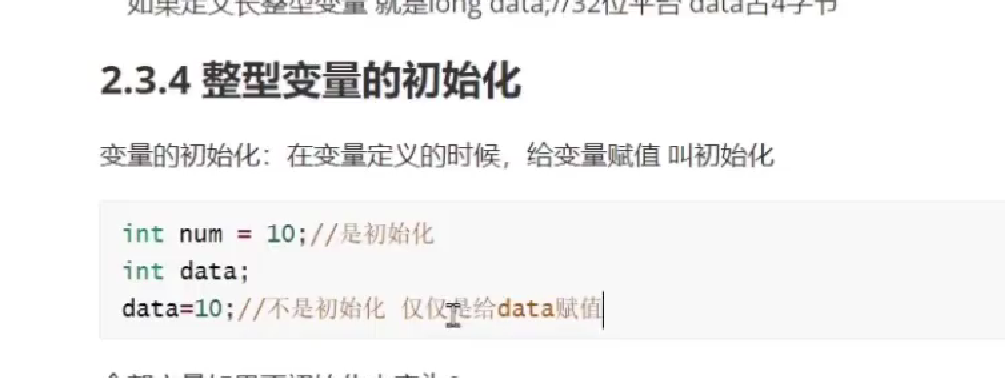 如果定义长整型变量 就是long data;//32位平台 data占4字节
2.3.4 整型变量的初始化
变量的初始化：在变量定义的时候，给变量赋值 叫初始化
int num = 10;//是初始化
int data;
data=10;//不是初始化 仅仅是给data赋值